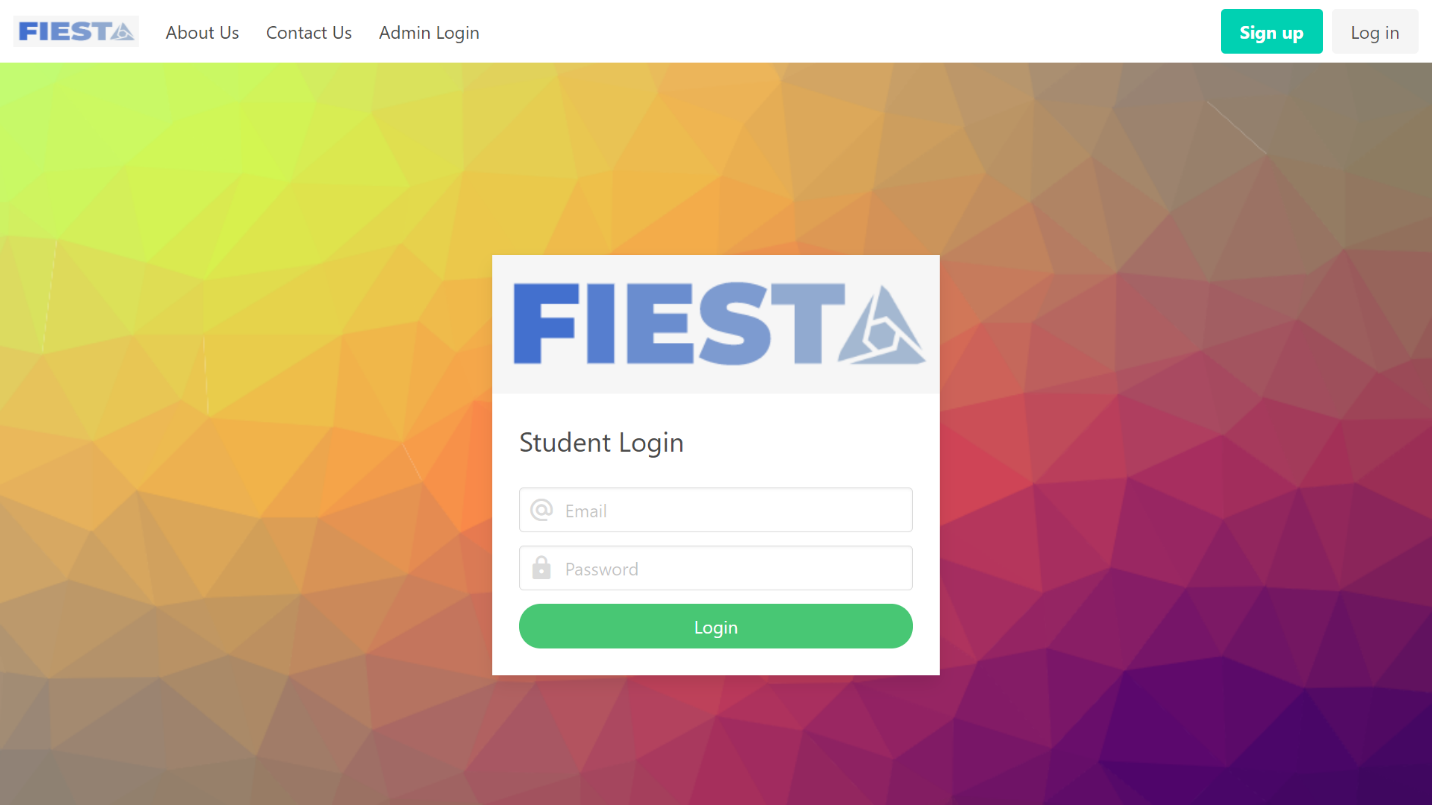 FIESTA About Us Contact Us Admin Login Sign up Log in
FIESTA
Student Login
Email
Password
Login